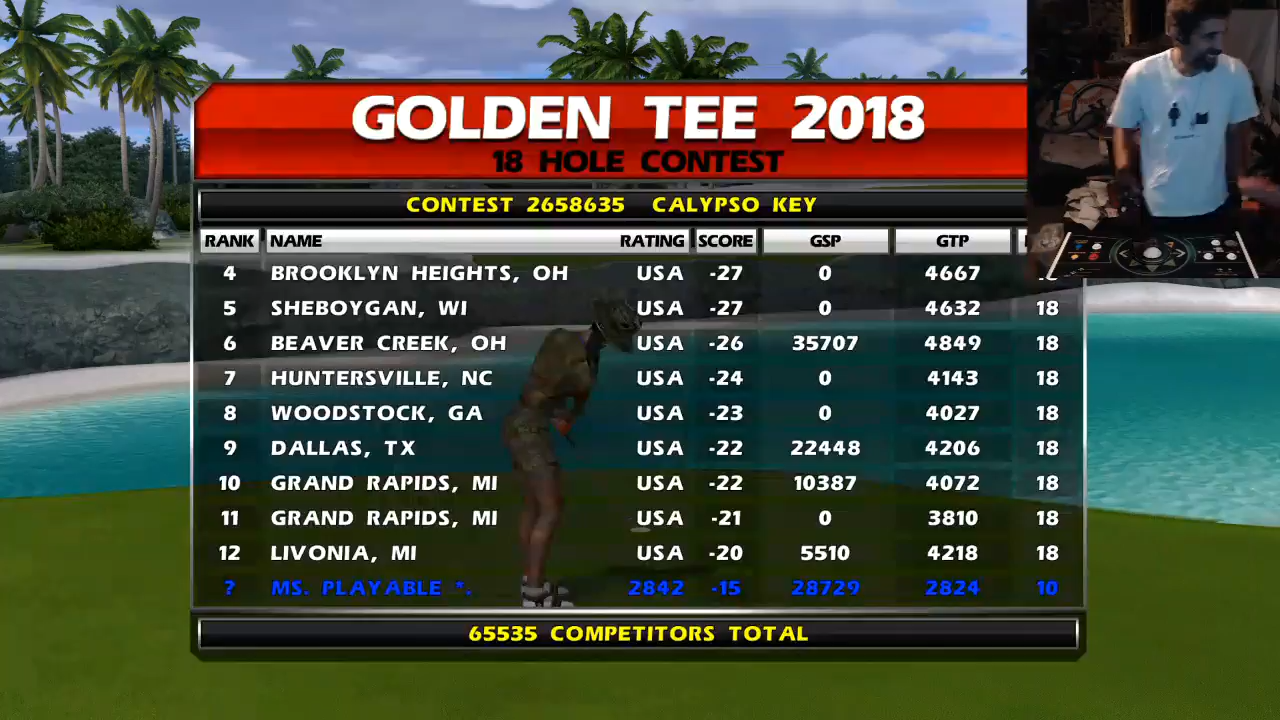 GOLDEN TEE 2018
18 HOLE CONTEST
CONTEST 2658635 CALYPSO KEY
RANK NAME RATING SCORE GSP GTP
4 BROOKLYN HEIGHTS, OH USA -27 0 4667
5 SHEBOYGAN, WI USA -27 0 4632 18
6 BEAVER CREEK, OH USA -26 35707 4849 18
7 HUNTERSVILLE, NC USA -24 0 4143 18
8 WOODSTOCK, GA USA -23 0 4027 18
9 DALLAS, TX USA -22 22448 4206 18
10 GRAND RAPIDS, MI USA -22 10387 4072 18
11 GRAND RAPIDS, MI USA -21 0 3810 18
12 LIVONIA, MI USA -20 5510 4218 18
? MS. PLAYABLE *. 2842 -15 28729 2824 10
65535 COMPETITORS TOTAL